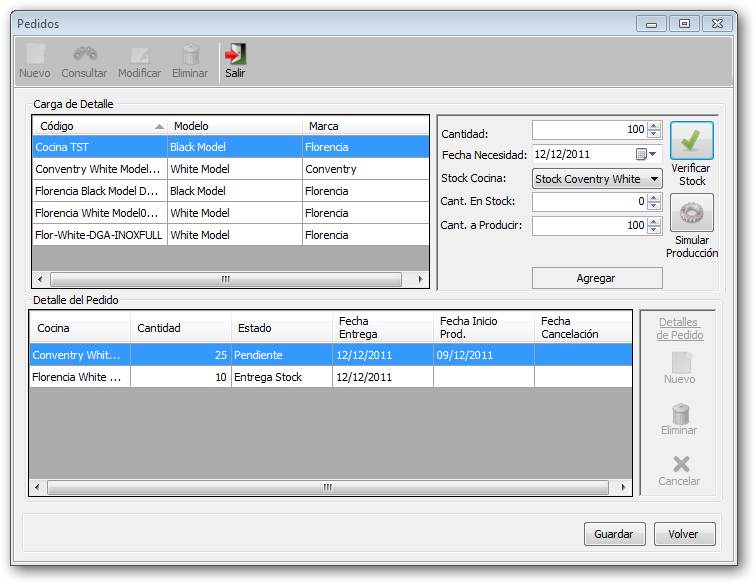 Pedidos
Nuevo Consultar Modificar Eliminar Salir
Carga de Detalle
Código Modelo Marca
Cocina TST Black Model Florencia
Conventry White Model... White Model Conventry
Florencia Black Model D... Black Model Florencia
Florencia White Model0... White Model Florencia
Flor-White-DGA-INOXFULL White Model Florencia
Cantidad: 100
Fecha Necesidad: 12/12/2011
Stock Cocina: Stock Coventry White
Cant. En Stock: 0
Cant. a Producir: 100
Agregar
Verificar
Stock
Simular
Producción
Detalle del Pedido
Cocina Cantidad Estado Fecha Entrega Fecha Inicio Prod. Fecha Cancelación
Conventry Whit... 25 Pendiente 12/12/2011 09/12/2011
Florencia White ... 10 Entrega Stock 12/12/2011
Detalles
de Pedido
Nuevo
Eliminar
Cancelar
Guardar Volver